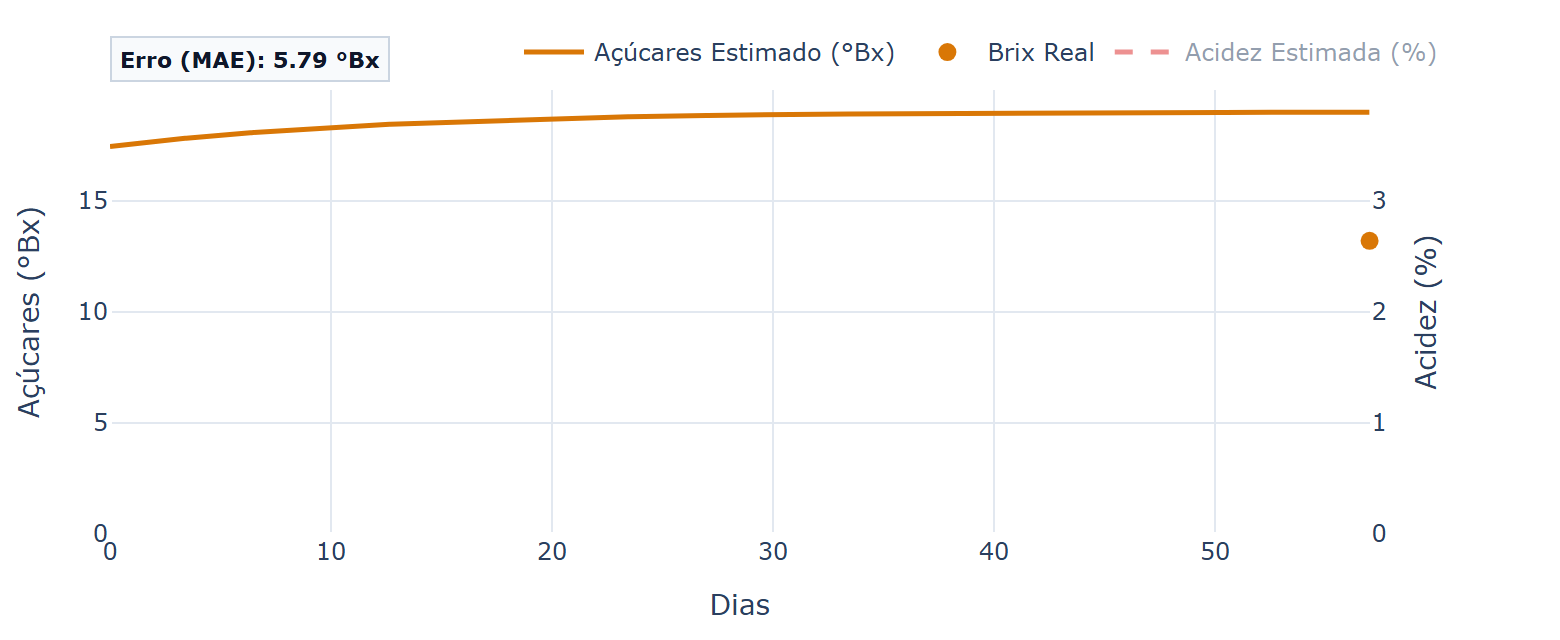 Erro (MAE): 5.79 ºBx
Açúcares Estimado (°Bx)
Brix Real
Acidez Estimada (%)
Açúcares (°Bx)
15
10
5
0
3
2
1
0
Acidez (%)
0
10
20
30
40
50
Dias